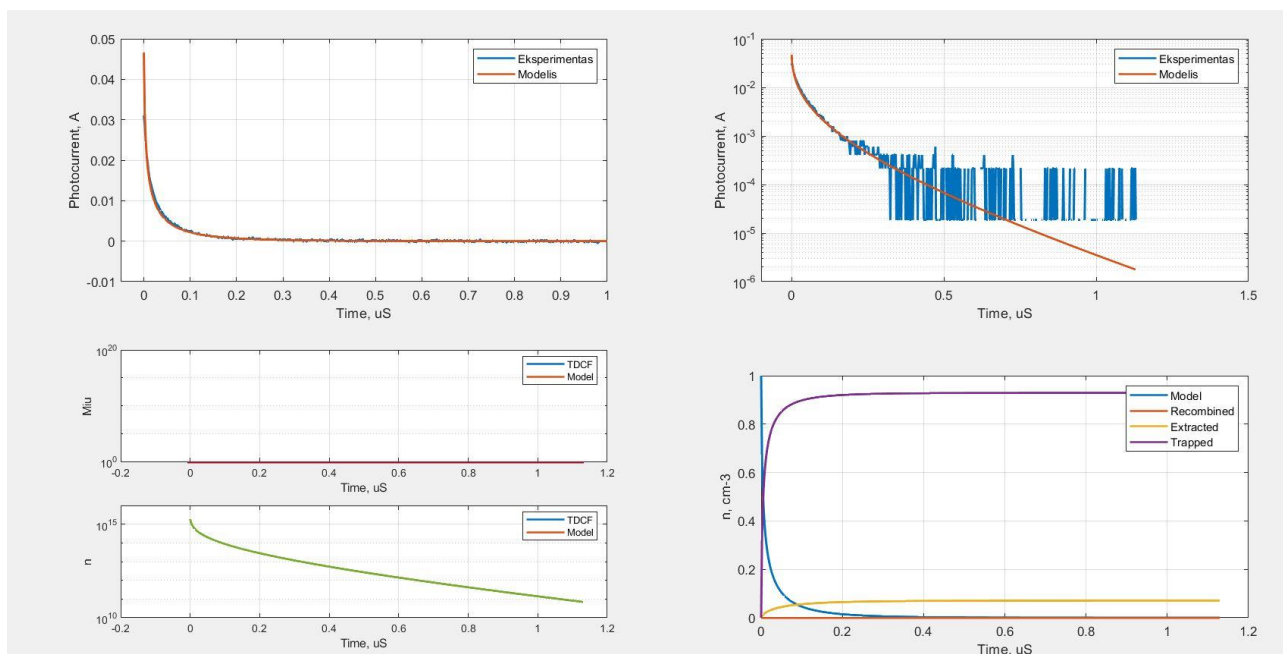 0.05
0.04
0.03
0.02
0.01
0
-0.01
Photocurrent, A
Eksperimentas
Modelis
0 0.1 0.2 0.3 0.4 0.5 0.6 0.7 0.8 0.9 1
Time, uS
10-1
10-2
10-3
10-4
10-5
10-6
Photocurrent, A
Eksperimentas
Modelis
0 0.5 1 1.5
Time, uS
1020
100
Miu
TDCF
Model
-0.2 0 0.2 0.4 0.6 0.8 1 1.2
Time, uS
1015
1010
n
TDCF
Model
-0.2 0 0.2 0.4 0.6 0.8 1 1.2
Time, uS
1
0.8
0.6
0.4
0.2
0
n, cm-3
Model
Recombined
Extracted
Trapped
0 0.2 0.4 0.6 0.8 1 1.2
Time, uS